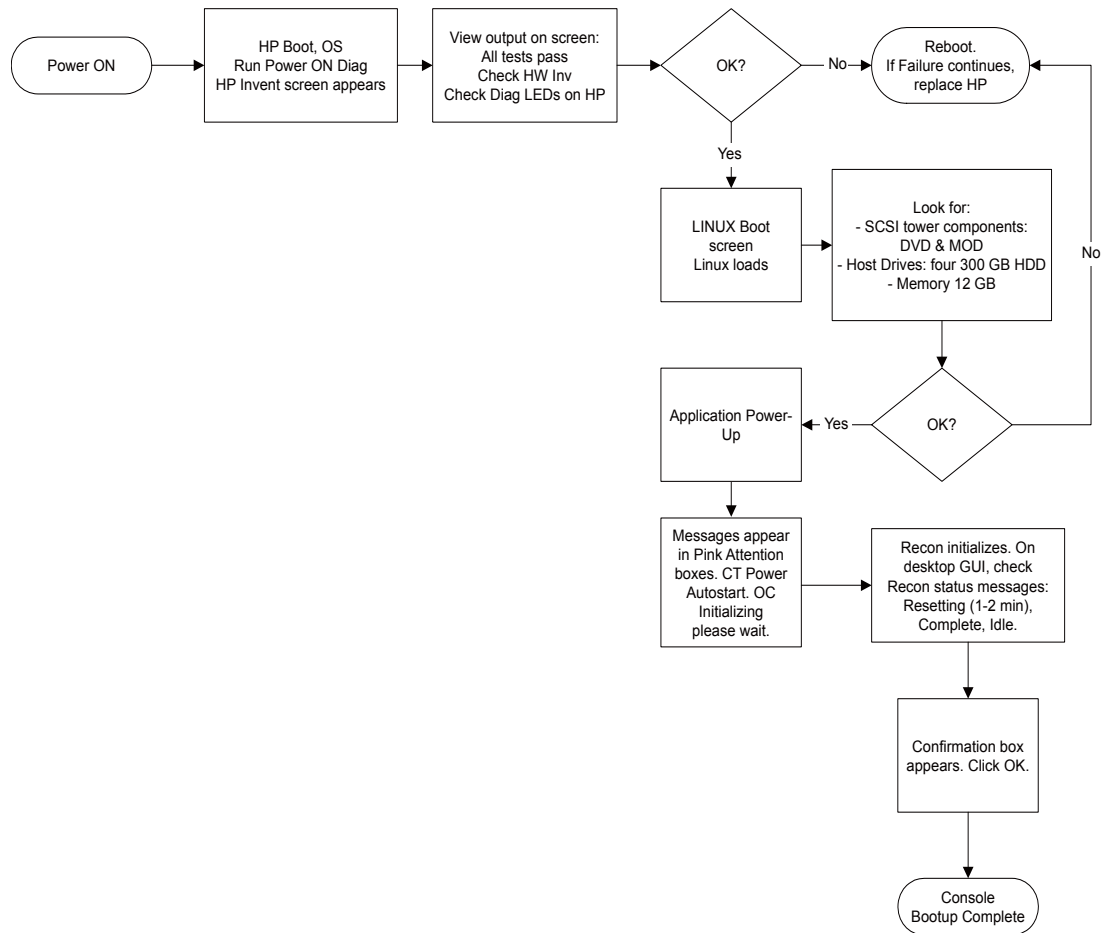 Power ON
HP Boot, OS
Run Power ON Diag
HP Invent screen appears
View output on screen:
All tests pass
Check HW Inv
Check Diag LEDs on HP
OK?
No
Reboot.
If Failure continues,
replace HP
Yes
LINUX Boot
screen
Linux loads
Look for:
- SCSI tower components:
DVD & MOD
- Host Drives: four 300 GB HDD
- Memory 12 GB
No
OK?
Yes
Application Power-
Up
Messages appear
in Pink Attention
boxes. CT Power
Autostart. OC
Initializing
please wait.
Recon initializes. On
desktop GUI, check
Recon status messages:
Resetting (1-2 min),
Complete, Idle.
Confirmation box
appears. Click OK.
Console
Bootup Complete